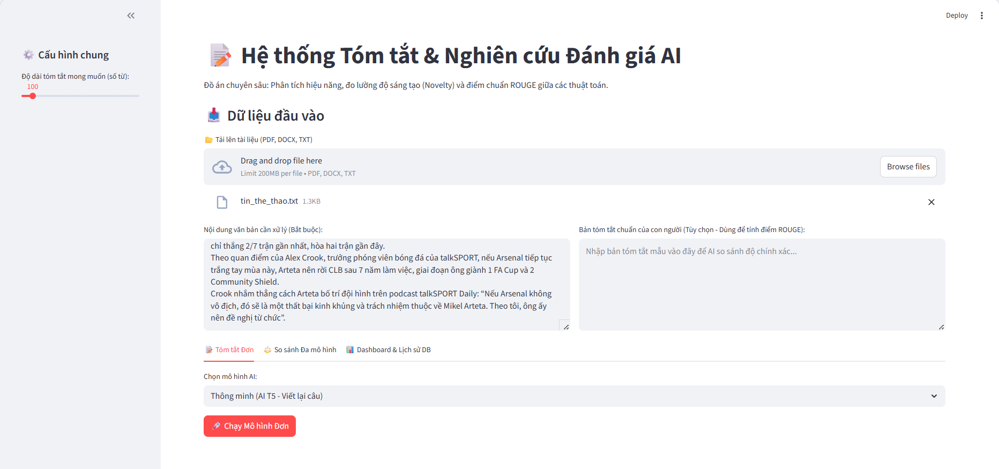 Deploy
Cấu hình chung
Độ dài tóm tắt mong muốn (số từ):
100
Hệ thống Tóm tắt & Nghiên cứu Đánh giá AI
Đồ án chuyên sâu: Phân tích hiệu năng, đo lường độ sáng tạo (Novelty) và điểm chuẩn ROUGE giữa các thuật toán.
Dữ liệu đầu vào
Tải lên tài liệu (PDF, DOCX, TXT)
Drag and drop file here
Limit 200MB per file • PDF, DOCX, TXT
Browse files
tin_the_thao.txt 1.3KB
Nội dung văn bản cần xử lý (Bắt buộc):
chỉ thắng 2/7 trận gần nhất, hòa hai trận gần đây.
Theo quan điểm của Alex Crook, trưởng phóng viên bóng đá của talkSPORT, nếu Arsenal tiếp tục
trắng tay mùa này, Arteta nên rời CLB sau 7 năm làm việc, giai đoạn ông giành 1 FA Cup và 2
Community Shield.
Crook nhắm thẳng cách Arteta bố trí đội hình trên podcast talkSPORT Daily: “Nếu Arsenal không
vô địch, đó sẽ là một thất bại kinh khủng và trách nhiệm thuộc về Mikel Arteta. Theo tôi, ông ấy
nên đề nghị từ chức”.
Bản tóm tắt chuẩn của con người (Tùy chọn - Dùng để tính điểm ROUGE):
Nhập bản tóm tắt mẫu vào đây để AI so sánh độ chính xác...
Tóm tắt Đơn
So sánh Đa mô hình
Dashboard & Lịch sử DB
Chọn mô hình AI:
Thông minh (AI T5 - Viết lại câu)
Chạy Mô hình Đơn